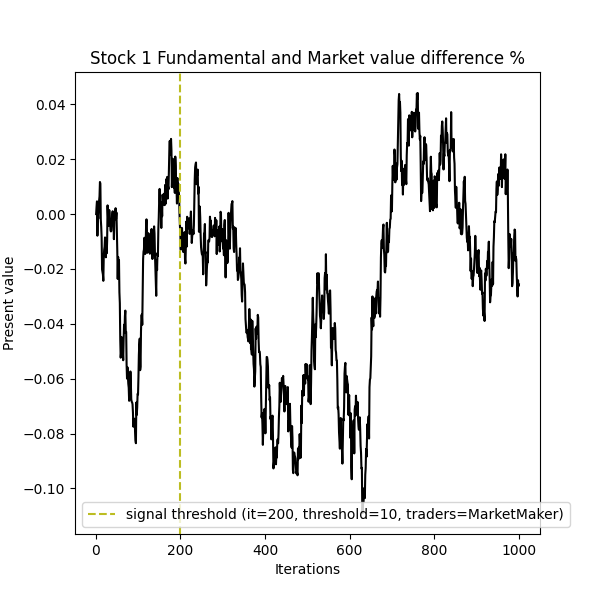 Stock 1 Fundamental and Market value difference %
0.04
0.02
0.00
−0.02
−0.04
−0.06
−0.08
−0.10
Present value
signal threshold (it=200, threshold=10, traders=MarketMaker)
0 200 400 600 800 1000
Iterations